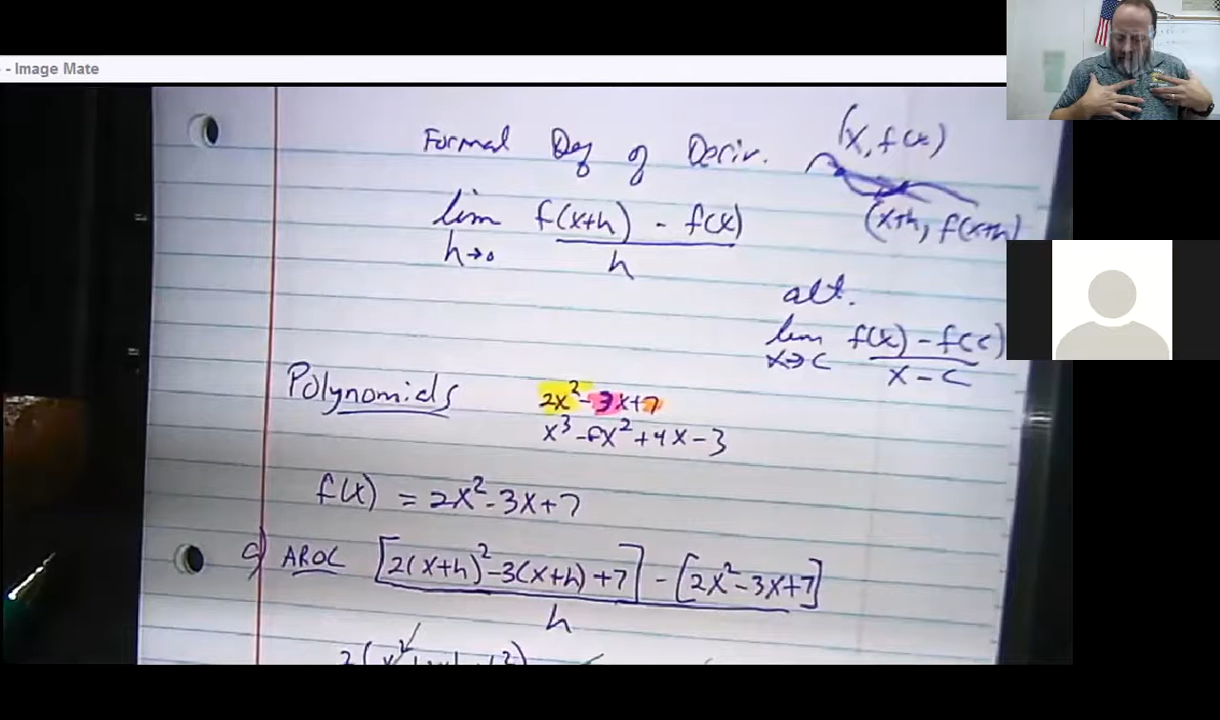 - Image Mate
Formal Def of Deriv.
(x, f(x))
(x+h, f(x+h)
lim f(x+h) - f(x)
h→0 h
alt.
lim f(x) - f(c)
x→c x - c
Polynomials
2x² - 3x+7
x³ - 6x² + 4x - 3
f(x) = 2x² - 3x + 7
a) AROC [2(x+h)² - 3(x+h) + 7] - [2x² - 3x + 7]
h